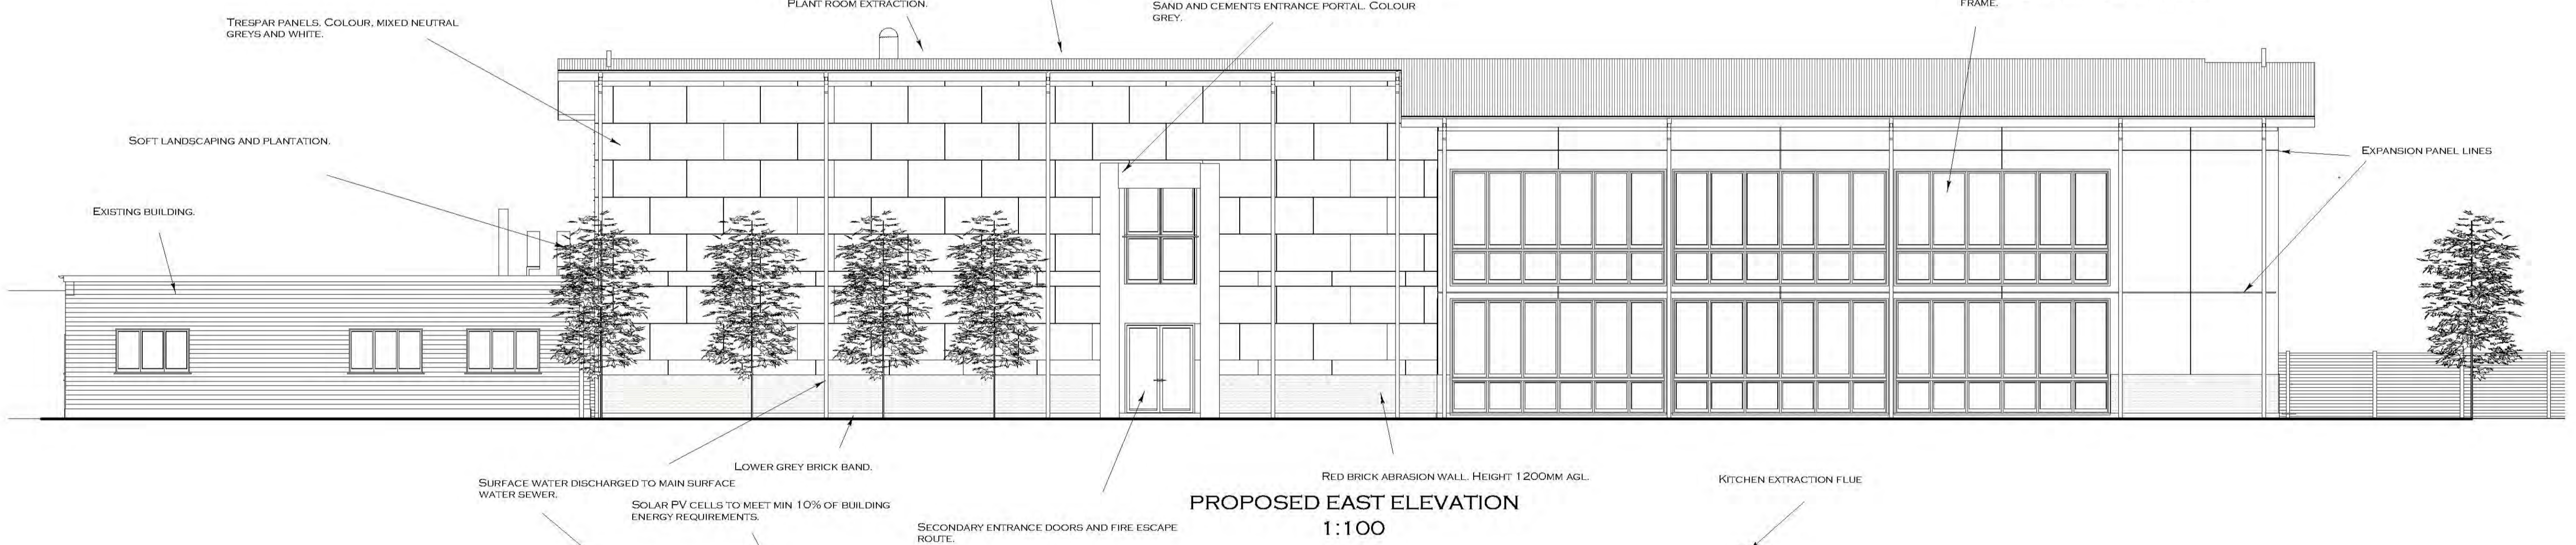 PLANT ROOM EXTRACTION.
SAND AND CEMENTS ENTRANCE PORTAL. COLOUR
GREY.
FRAME.
TRESPAR PANELS. COLOUR, MIXED NEUTRAL
GREYS AND WHITE.
SOFT LANDSCAPING AND PLANTATION.
EXPANSION PANEL LINES
EXISTING BUILDING.
LOWER GREY BRICK BAND.
RED BRICK ABRASION WALL. HEIGHT 1200MM AGL.
KITCHEN EXTRACTION FLUE
SURFACE WATER DISCHARGED TO MAIN SURFACE
WATER SEWER.
SOLAR PV CELLS TO MEET MIN 10% OF BUILDING
ENERGY REQUIREMENTS.
SECONDARY ENTRANCE DOORS AND FIRE ESCAPE
ROUTE.
PROPOSED EAST ELEVATION
1:100